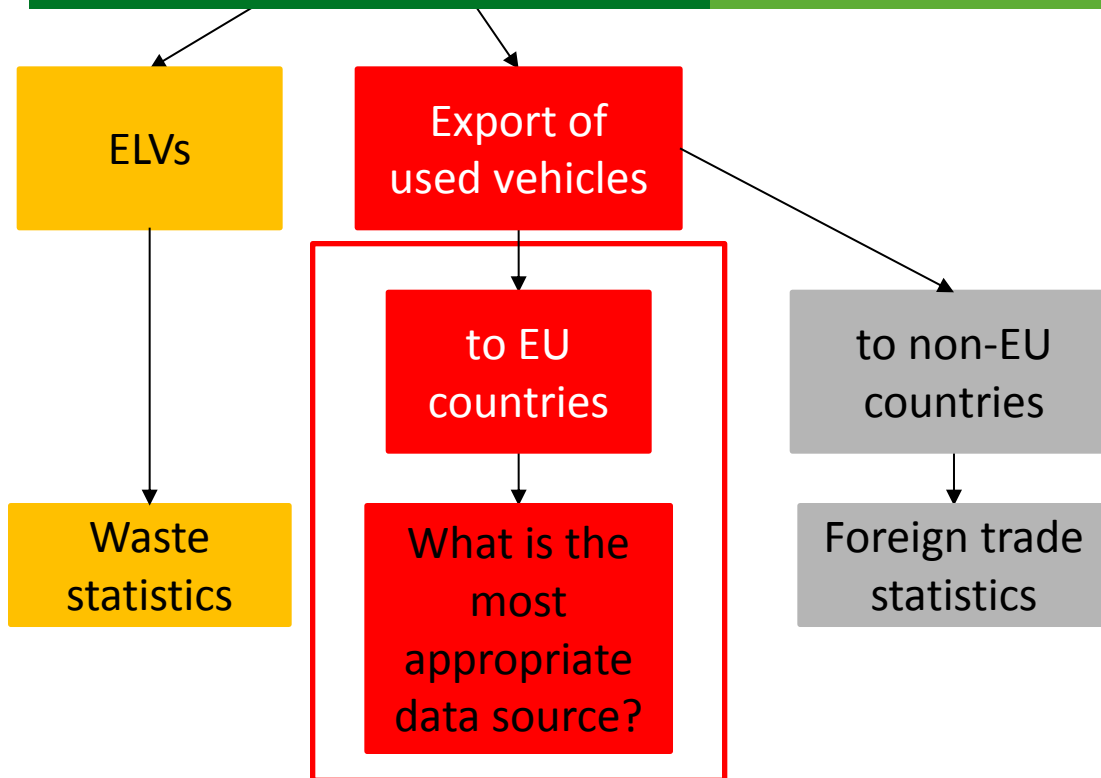 ELVs
Export of
used vehicles
to EU
countries
to non-EU
countries
Waste
statistics
What is the
most
appropriate
data source?
Foreign trade
statistics